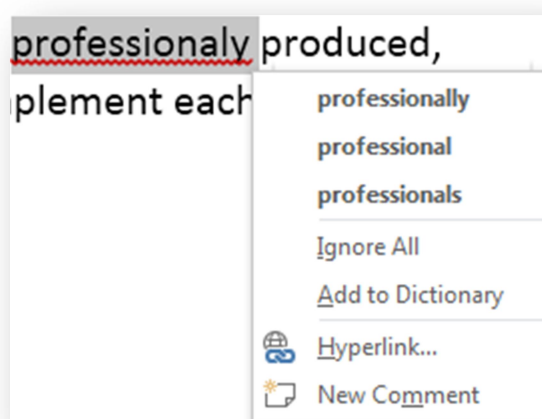 professionaly produced,
plement each
professionally
professional
professionals
Ignore All
Add to Dictionary
Hyperlink...
New Comment